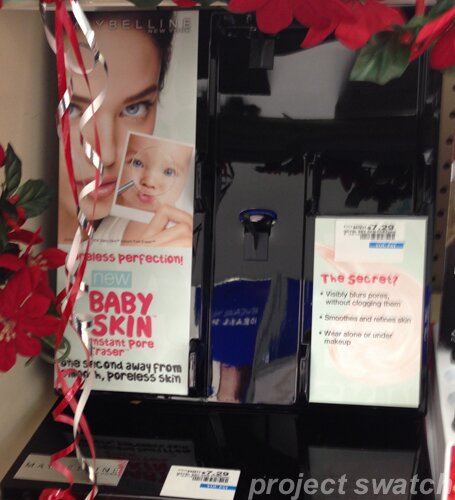 MAYBELLINE
NEW YORK
poreless perfection!
new
BABY
SKIN
Instant Pore
Eraser
one second away from
smooth, poreless skin
$7.29
The Secret?
• Visibly blurs pores,
without clogging them
• Smoothes and refines skin
• Wear alone or under
makeup
MAYBELLINE
$7.29
project swatch